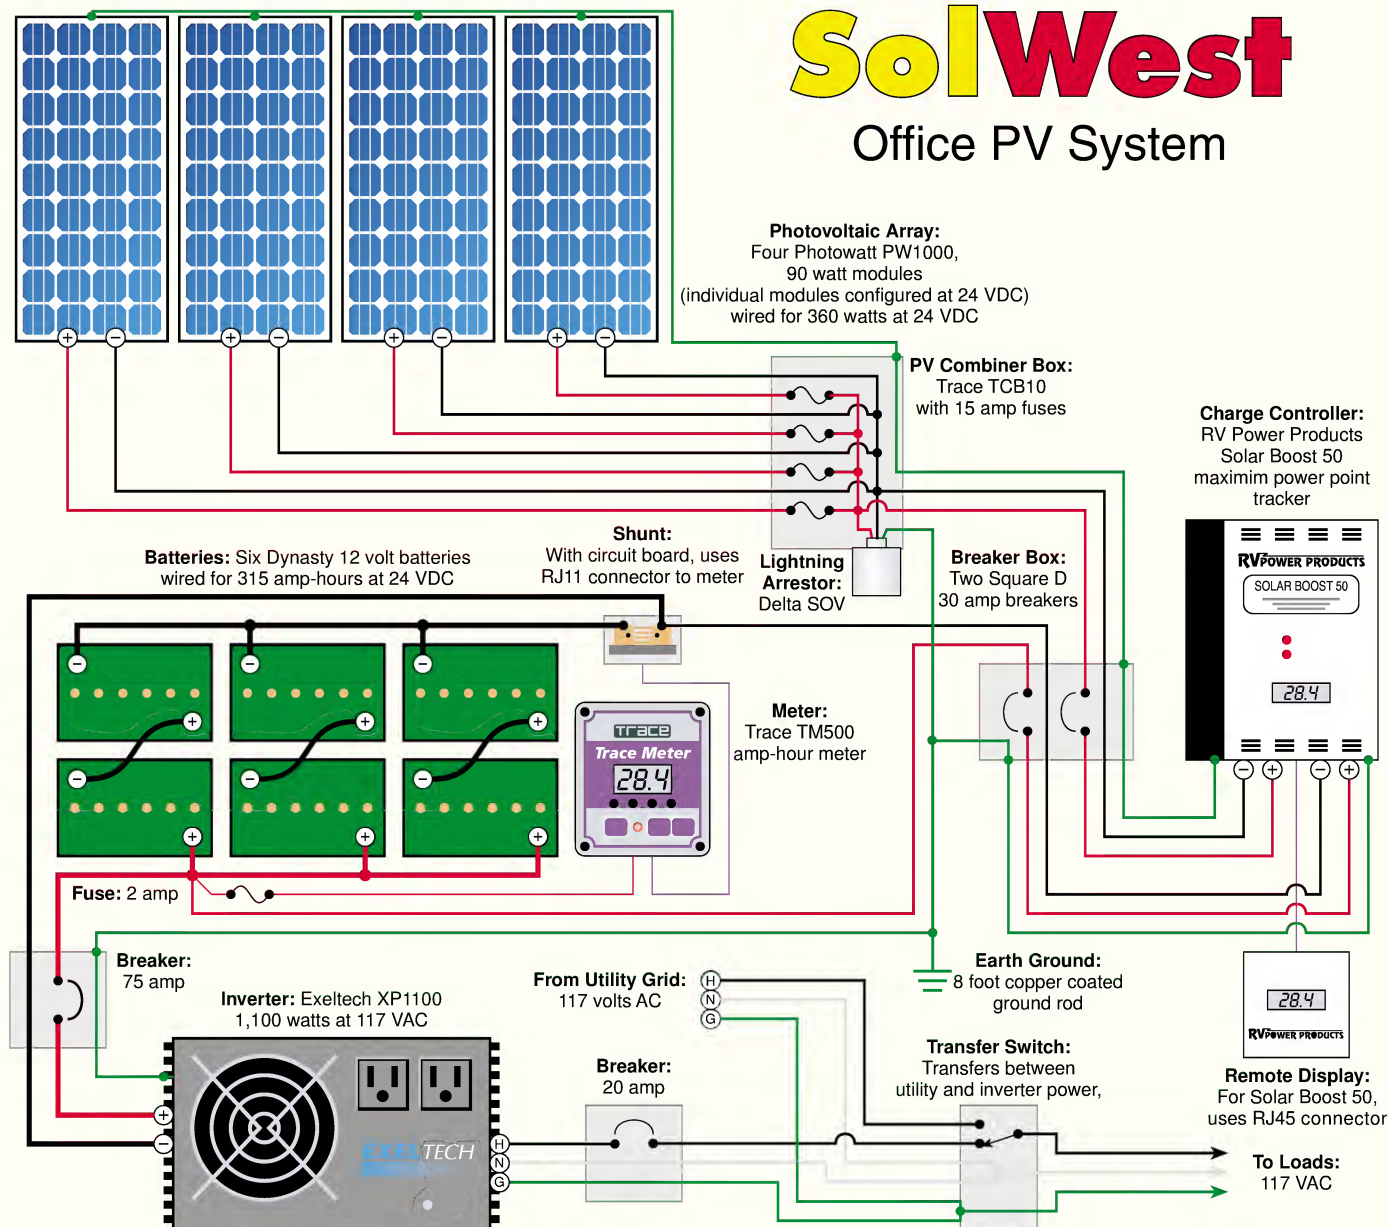 SolWest
Office PV System
Photovoltaic Array:
Four Photowatt PW1000,
90 watt modules
(individual modules configured at 24 VDC)
wired for 360 watts at 24 VDC
+ − + − + − + −
PV Combiner Box:
Trace TCB10
with 15 amp fuses
Charge Controller:
RV Power Products
Solar Boost 50
maximim power point
tracker
Batteries: Six Dynasty 12 volt batteries
wired for 315 amp-hours at 24 VDC
Shunt:
With circuit board, uses
RJ11 connector to meter
Lightning
Arrestor:
Delta SOV
Breaker Box:
Two Square D
30 amp breakers
RV POWER PRODUCTS
SOLAR BOOST 50
28.4
− + − +
− − −
+ + +
− − −
+ + +
Trace
Trace Meter
28.4
Meter:
Trace TM500
amp-hour meter
Fuse: 2 amp
Breaker:
75 amp
Inverter: Exeltech XP1100
1,100 watts at 117 VAC
From Utility Grid:
117 volts AC
H
N
G
Earth Ground:
8 foot copper coated
ground rod
28.4
RV POWER PRODUCTS
Remote Display:
For Solar Boost 50,
uses RJ45 connector
Breaker:
20 amp
Transfer Switch:
Transfers between
utility and inverter power,
+
−
EXELTECH
H
N
G
To Loads:
117 VAC